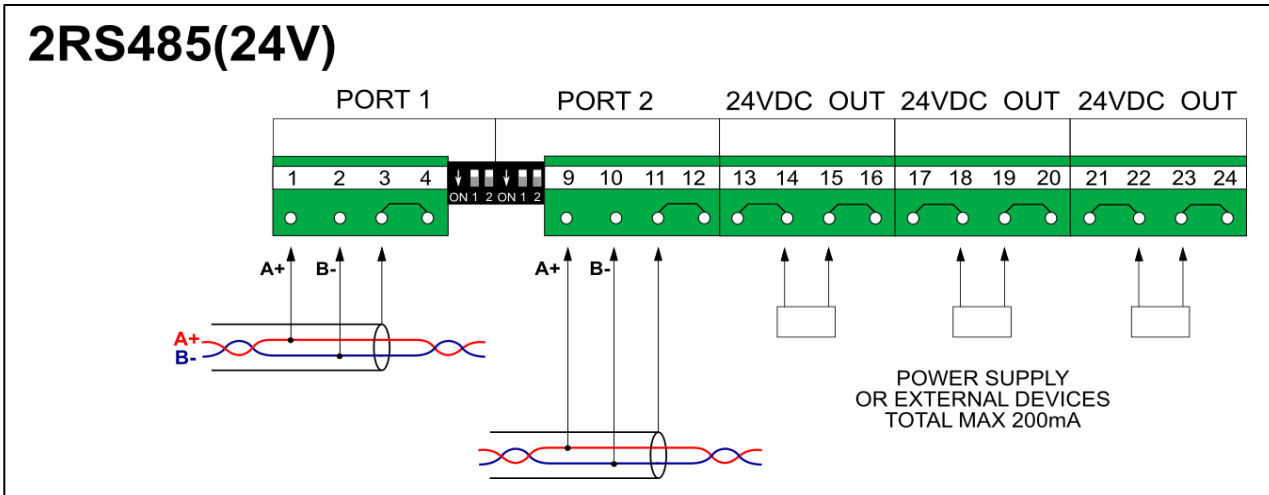 2RS485(24V)
PORT 1 PORT 2 24VDC OUT 24VDC OUT 24VDC OUT
1 2 3 4 9 10 11 12 13 14 15 16 17 18 19 20 21 22 23 24
ON 1 2 ON 1 2
A+ B- A+ B-
A+
B-
POWER SUPPLY
OR EXTERNAL DEVICES
TOTAL MAX 200mA